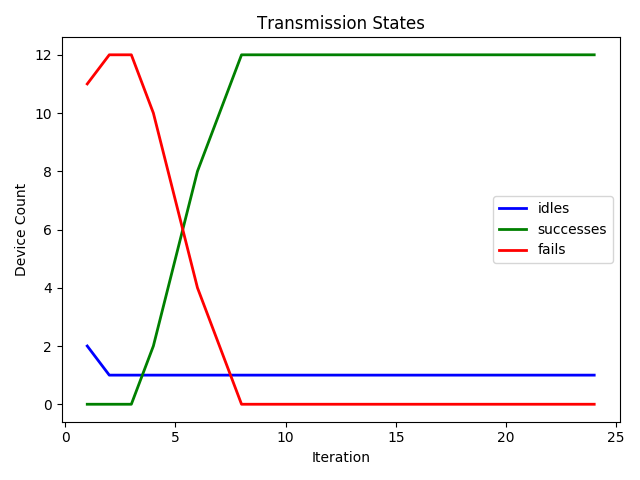 Transmission States
Device Count
12
10
8
6
4
2
0
idles
successes
fails
0 5 10 15 20 25
Iteration